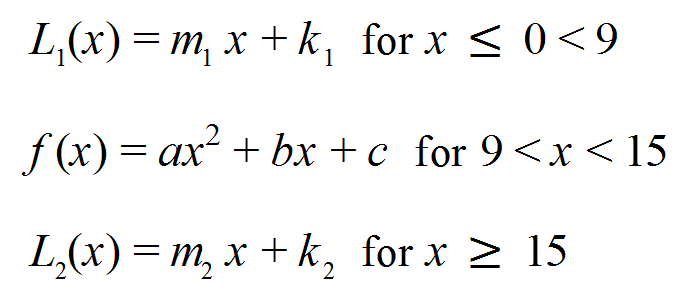 L₁(x) = m₁ x + k₁ for x ≤ 0 < 9
f (x) = ax² + bx + c for 9 < x < 15
L₂(x) = m₂ x + k₂ for x ≥ 15